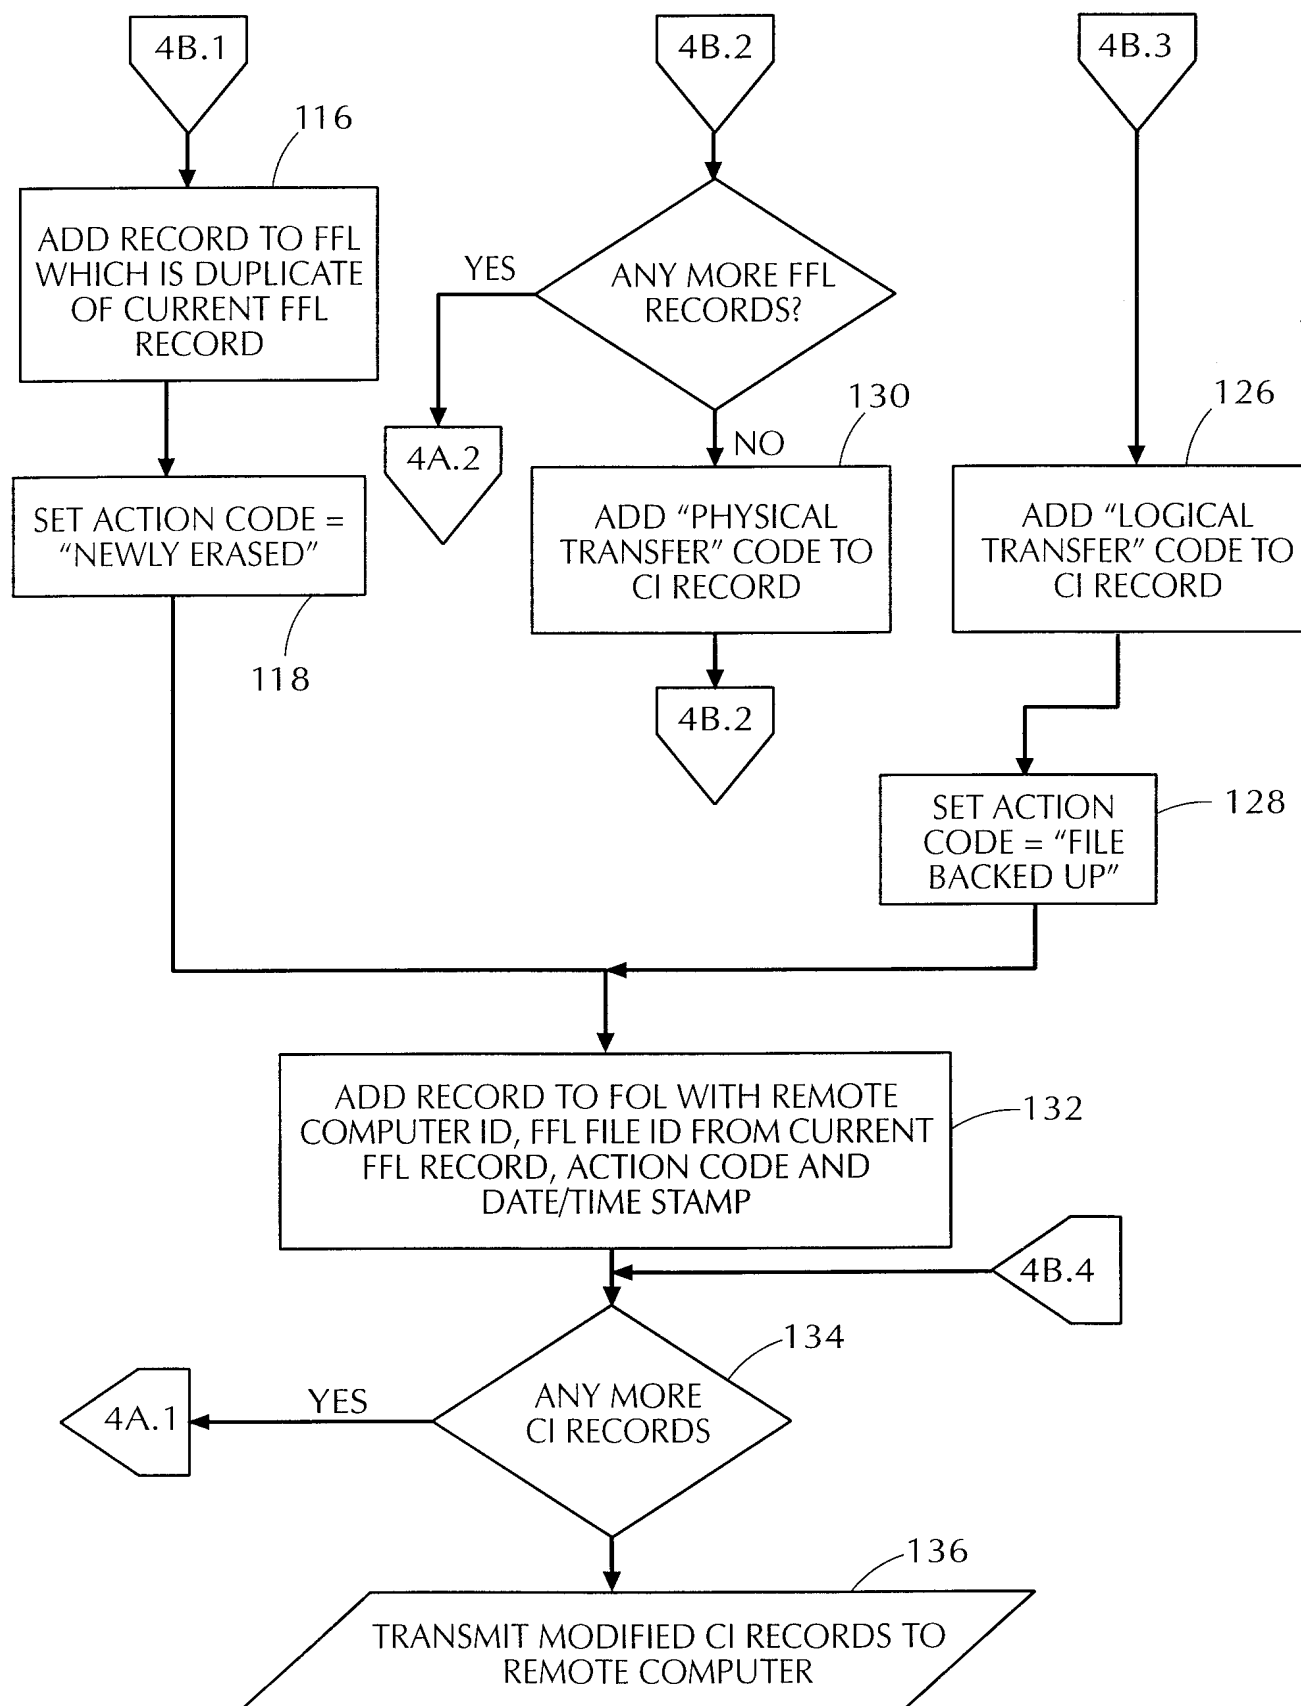 4B.1
4B.2
4B.3
116
ADD RECORD TO FFL
WHICH IS DUPLICATE
OF CURRENT FFL
RECORD
YES
ANY MORE FFL
RECORDS?
130
126
4A.2
NO
SET ACTION CODE =
“NEWLY ERASED”
ADD “PHYSICAL
TRANSFER” CODE TO
CI RECORD
ADD “LOGICAL
TRANSFER” CODE TO
CI RECORD
118
4B.2
SET ACTION
CODE = “FILE
BACKED UP”
128
ADD RECORD TO FOL WITH REMOTE
COMPUTER ID, FFL FILE ID FROM CURRENT
FFL RECORD, ACTION CODE AND
DATE/TIME STAMP
132
4B.4
134
4A.1
YES
ANY MORE
CI RECORDS
136
TRANSMIT MODIFIED CI RECORDS TO
REMOTE COMPUTER